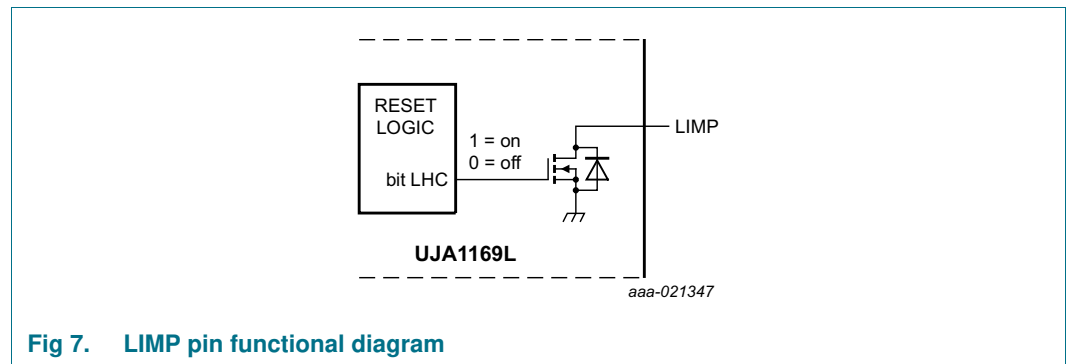 RESET
LOGIC
1 = on
0 = off
LIMP
bit LHC
UJA1169L
aaa-021347
Fig 7. LIMP pin functional diagram